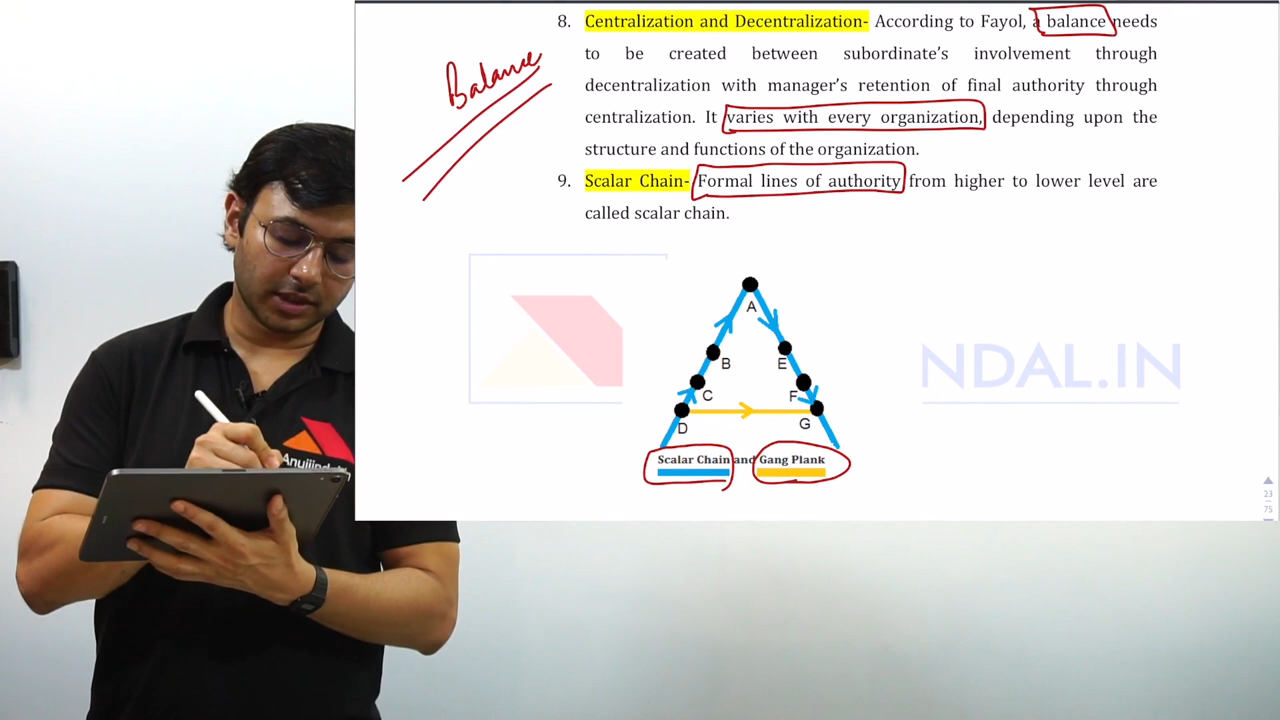 8. Centralization and Decentralization- According to Fayol, a balance needs
to be created between subordinate's involvement through
decentralization with manager's retention of final authority through
centralization. It varies with every organization, depending upon the
structure and functions of the organization.
Balance
9. Scalar Chain- Formal lines of authority from higher to lower level are
called scalar chain.
A
B
E
C
F
D
G
NDAL.IN
Scalar Chain and Gang Plank
23
75